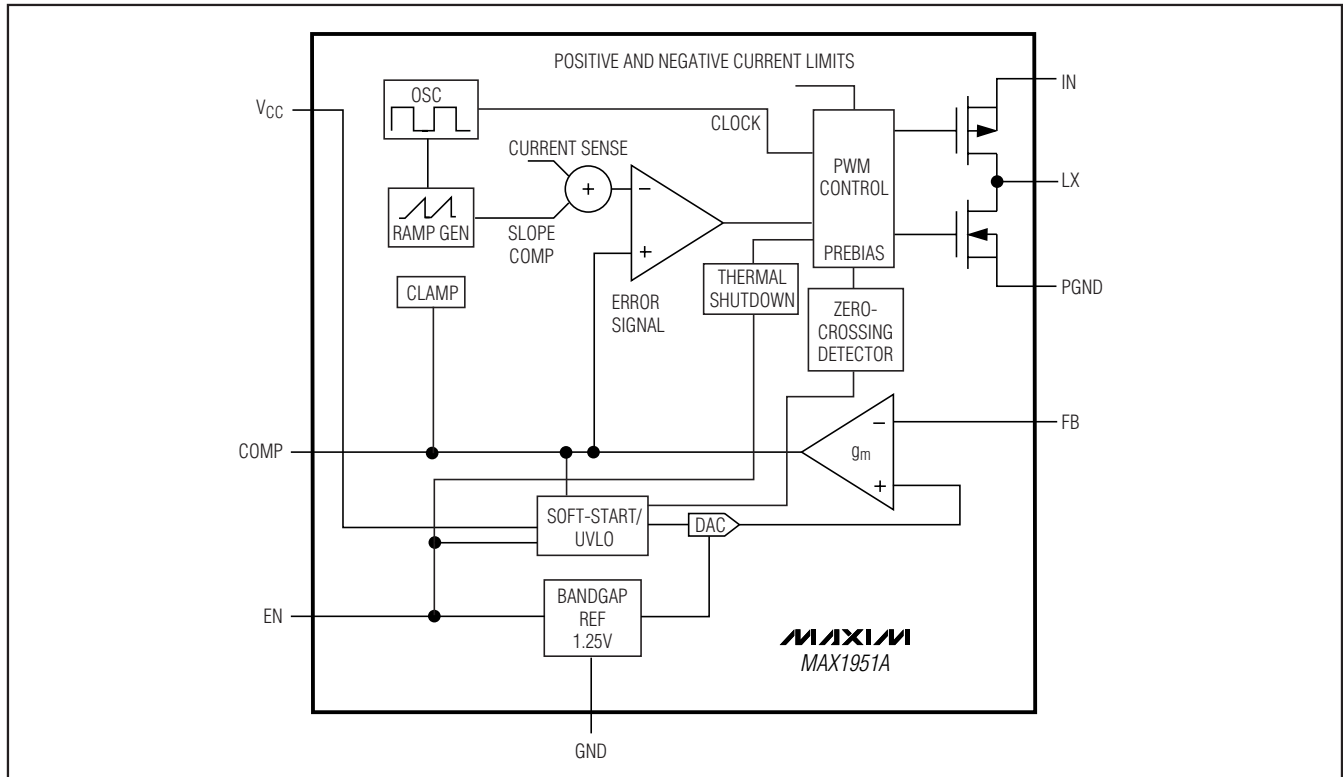 POSITIVE AND NEGATIVE CURRENT LIMITS
IN
OSC
VCC
CLOCK
CURRENT SENSE
+
−
PWM
CONTROL
LX
RAMP GEN
SLOPE
COMP
+
PREBIAS
CLAMP
ERROR
SIGNAL
THERMAL
SHUTDOWN
PGND
ZERO-
CROSSING
DETECTOR
−
FB
COMP
gm
+
SOFT-START/
UVLO
DAC
EN
BANDGAP
REF
1.25V
MAXIM
MAX1951A
GND